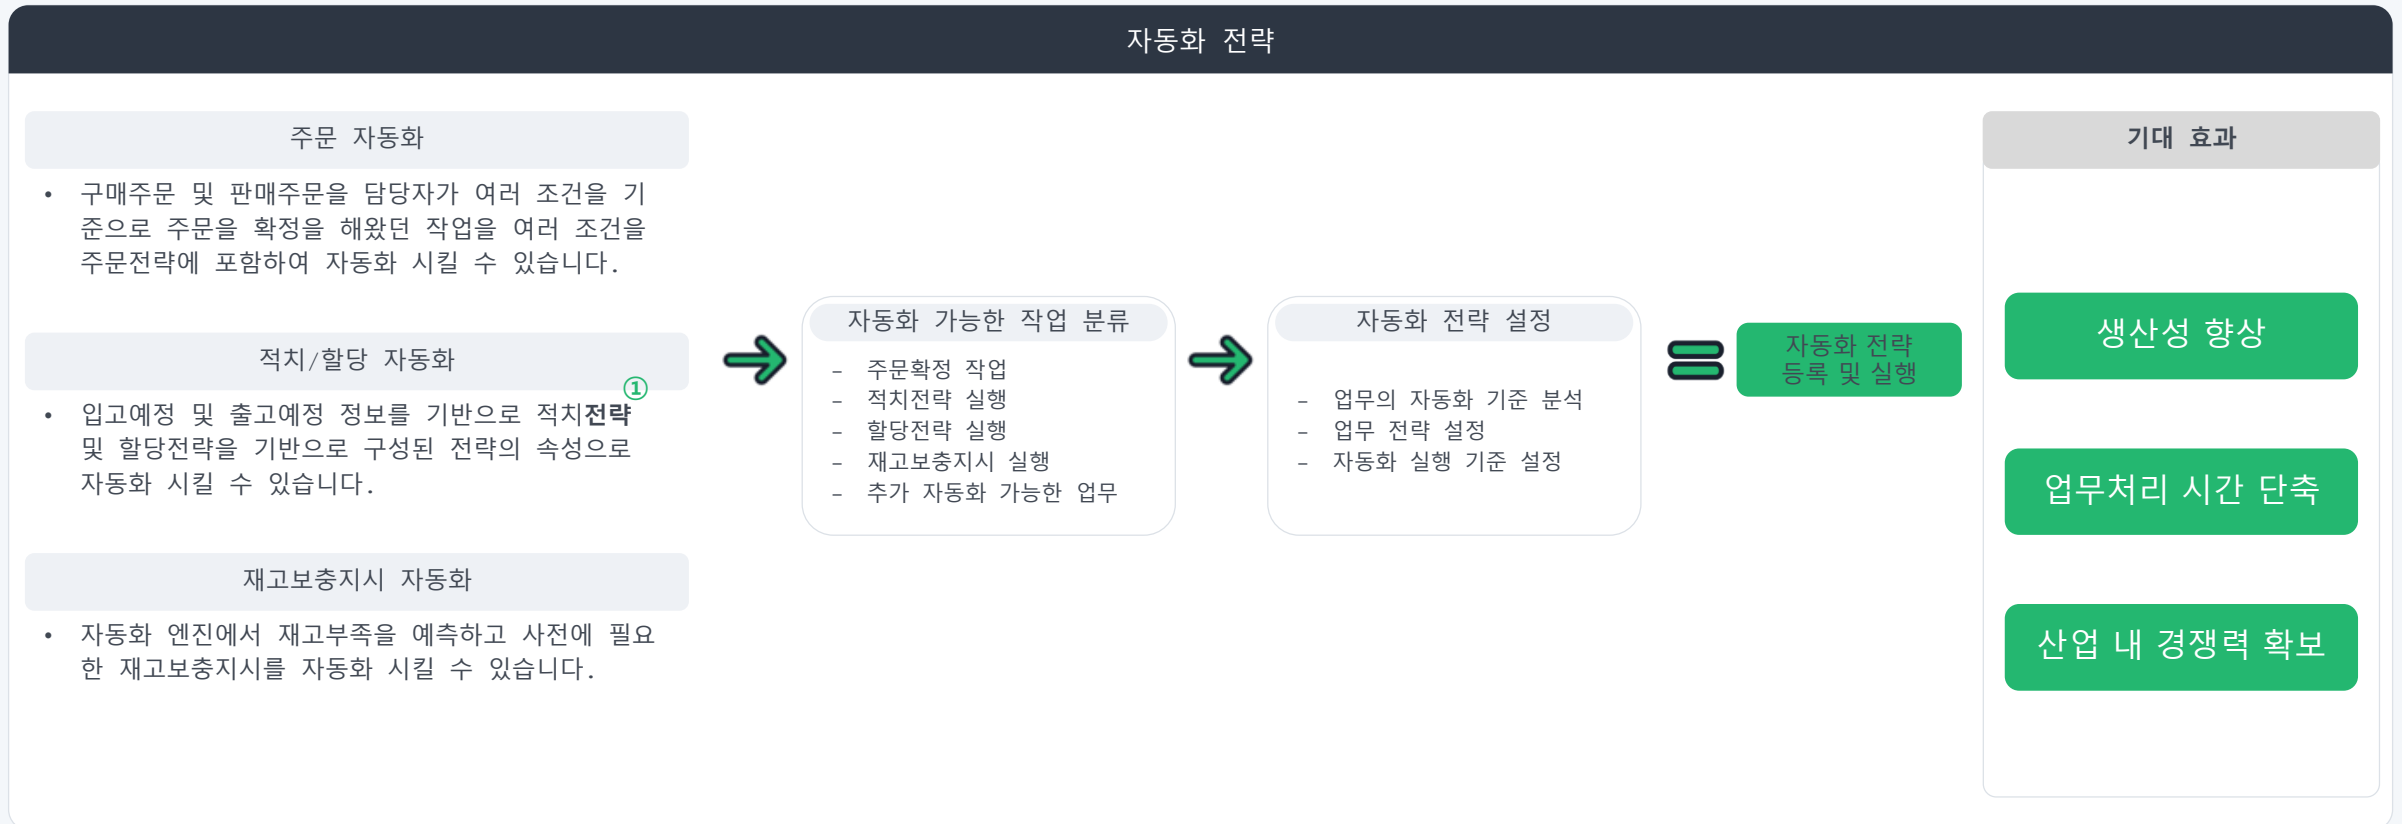 자동화 전략
주문 자동화
• 구매주문 및 판매주문을 담당자가 여러 조건을 기
준으로 주문을 확정을 해왔던 작업을 여러 조건을
주문전략에 포함하여 자동화 시킬 수 있습니다.
적치/할당 자동화
①
• 입고예정 및 출고예정 정보를 기반으로 적치전략
및 할당전략을 기반으로 구성된 전략의 속성으로
자동화 시킬 수 있습니다.
재고보충지시 자동화
• 자동화 엔진에서 재고부족을 예측하고 사전에 필요
한 재고보충지시를 자동화 시킬 수 있습니다.
자동화 가능한 작업 분류
- 주문확정 작업
- 적치전략 실행
- 할당전략 실행
- 재고보충지시 실행
- 추가 자동화 가능한 업무
자동화 전략 설정
- 업무의 자동화 기준 분석
- 업무 전략 설정
- 자동화 실행 기준 설정
자동화 전략
등록 및 실행
기대 효과
생산성 향상
업무처리 시간 단축
산업 내 경쟁력 확보